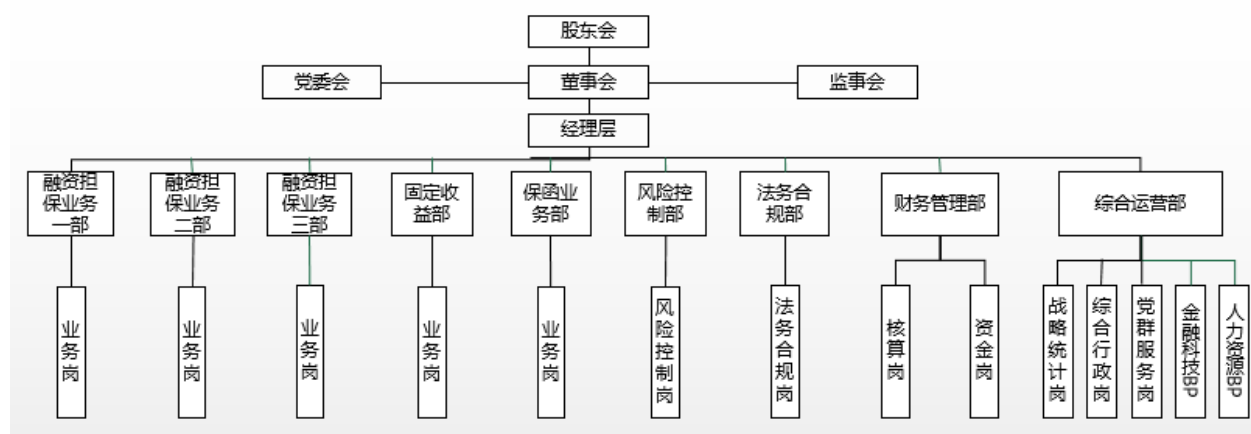 股东会
党委会
董事会
监事会
经理层
融资担
保业务
一部
融资担
保业务
二部
融资担
保业务
三部
固定收
益部
保函业
务部
风险控
制部
法务合
规部
财务管理部
综合运营部
业务岗
业务岗
业务岗
业务岗
业务岗
风险控制岗
法务合规岗
核算岗
资金岗
战略统计岗
综合行政岗
党群服务岗
金融科技BP
人力资源BP